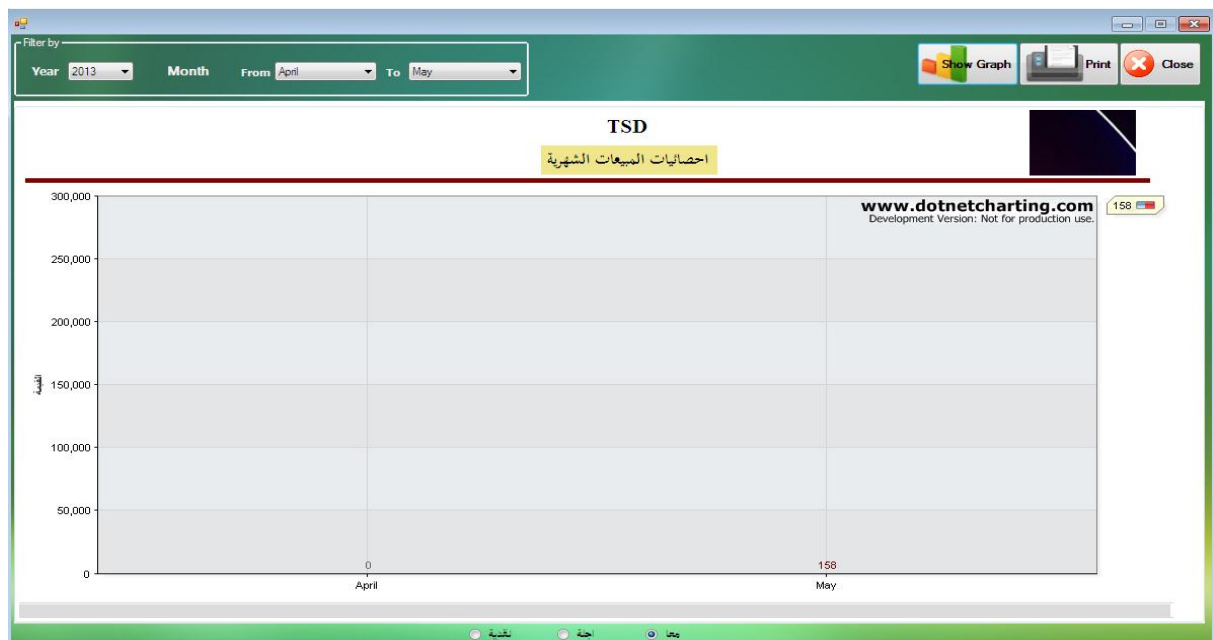 Filter by
Year 2013 Month From April To May
Show Graph Print Close
TSD
احصائيات المبيعات الشهرية
www.dotnetcharting.com
Development Version: Not for production use.
158
300,000
250,000
200,000
القيمة
150,000
100,000
50,000
0
0 158
April May
معا اجلة نقدية